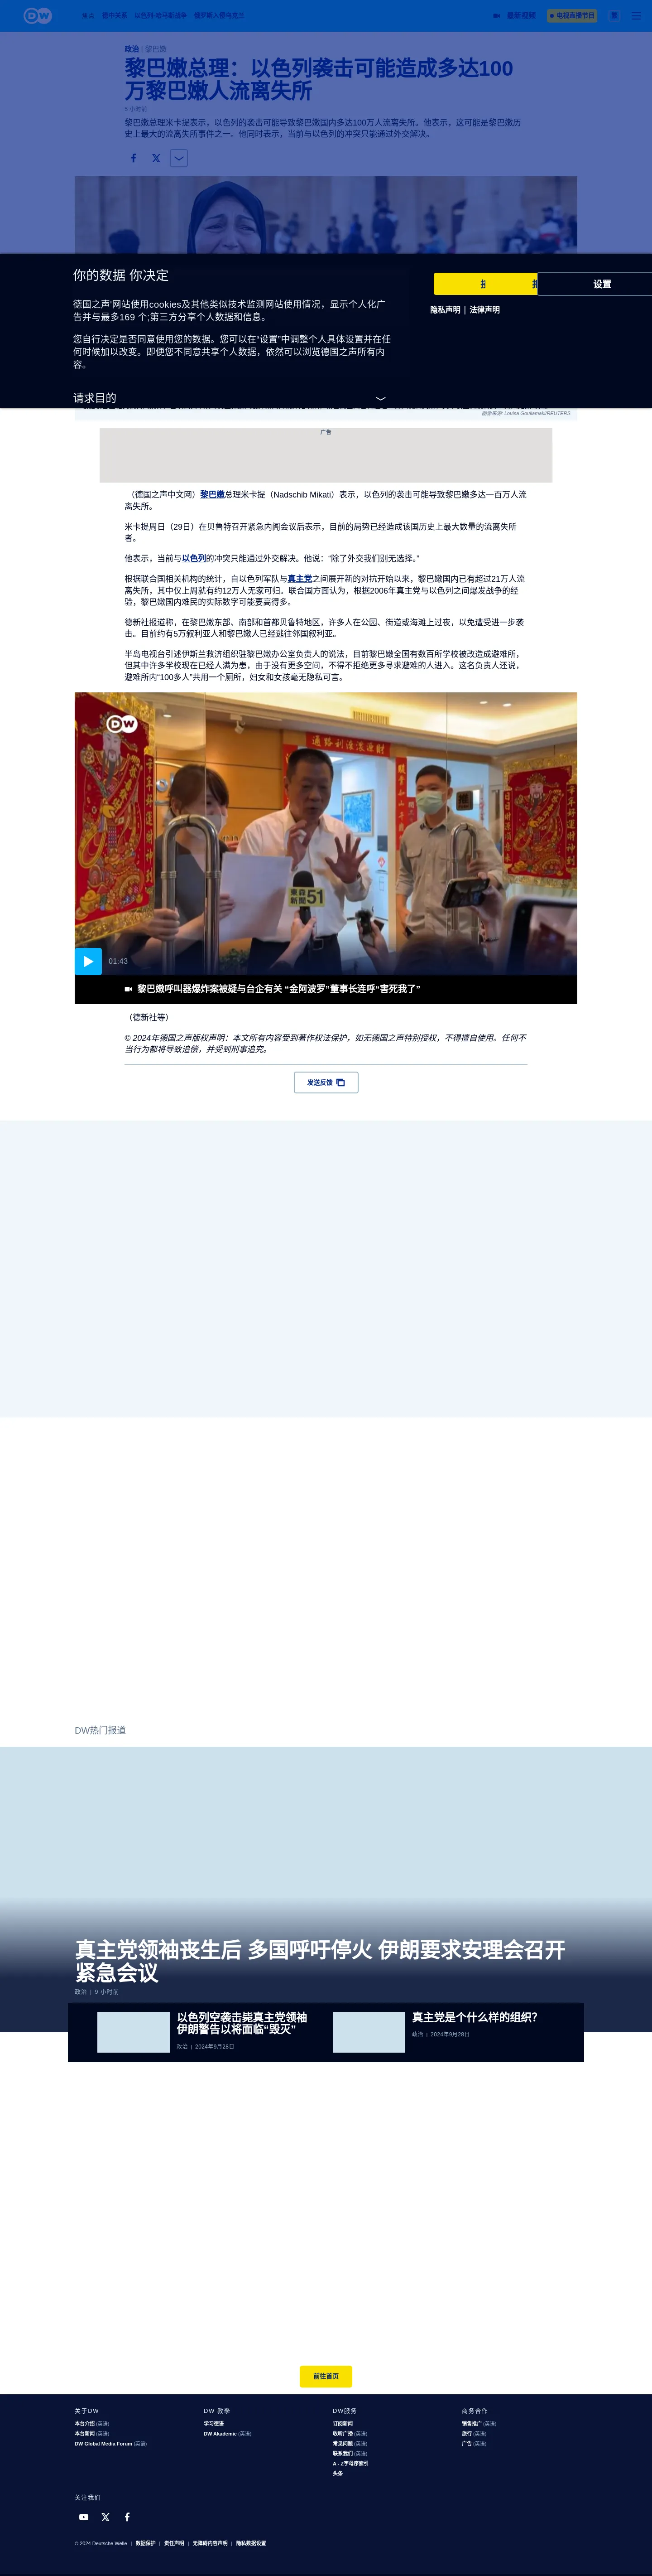 DW
热点 德中关系 以色列-哈马斯战争 俄罗斯入侵乌克兰
最新视频
电视直播节目
繁
政治 | 黎巴嫩
黎巴嫩总理：以色列袭击可能造成多达100
万黎巴嫩人流离失所
5 小时前
黎巴嫩总理米卡提表示，以色列的袭击可能导致黎巴嫩国内多达100万人流离失所。他表示，这可能是黎巴嫩历
史上最大的流离失所事件之一。他同时表示，当前与以色列的冲突只能通过外交解决。
你的数据 你决定
德国之声'网站使用cookies及其他类似技术监测网站使用情况，显示个人化广
告并与最多169 个;第三方分享个人数据和信息。
您自行决定是否同意使用您的数据。您可以在“设置”中调整个人具体设置并在任
何时候加以改变。即便您不同意共享个人数据，依然可以浏览德国之声所有内
容。
请求目的
设置
隐私声明 | 法律声明
图像来源: Louisa Gouliamaki/REUTERS
广告
（德国之声中文网）黎巴嫩总理米卡提（Nadschib Mikati）表示，以色列的袭击可能导致黎巴嫩多达一百万人流
离失所。
米卡提周日（29日）在贝鲁特召开紧急内阁会议后表示，目前的局势已经造成该国历史上最大数量的流离失所
者。
他表示，当前与以色列的冲突只能通过外交解决。他说：“除了外交我们别无选择。”
根据联合国相关机构的统计，自以色列军队与真主党之间展开新的对抗开始以来，黎巴嫩国内已有超过21万人流
离失所，其中仅上周就有约12万人无家可归。联合国方面认为，根据2006年真主党与以色列之间爆发战争的经
验，黎巴嫩国内难民的实际数字可能要高得多。
德新社报道称，在黎巴嫩东部、南部和首都贝鲁特地区，许多人在公园、街道或海滩上过夜，以免遭受进一步袭
击。目前约有5万叙利亚人和黎巴嫩人已经逃往邻国叙利亚。
半岛电视台引述伊斯兰救济组织驻黎巴嫩办公室负责人的说法，目前黎巴嫩全国有数百所学校被改造成避难所，
但其中许多学校现在已经人满为患，由于没有更多空间，不得不拒绝更多寻求避难的人进入。这名负责人还说，
避难所内“100多人”共用一个厕所，妇女和女孩毫无隐私可言。
DW
通路利法滾源財
東森
新聞 51
01:43
黎巴嫩呼叫器爆炸案被疑与台企有关 “金阿波罗”董事长连呼“害死我了”
（德新社等）
© 2024年德国之声版权声明：本文所有内容受到著作权法保护，如无德国之声特别授权，不得擅自使用。任何不
当行为都将导致追偿，并受到刑事追究。
发送反馈
DW热门报道
真主党领袖丧生后 多国呼吁停火 伊朗要求安理会召开
紧急会议
政治 | 9 小时前
以色列空袭击毙真主党领袖
伊朗警告以将面临“毁灭”
政治 | 2024年9月28日
真主党是个什么样的组织？
政治 | 2024年9月28日
前往首页
关于DW
本台介绍 (英语)
本台新闻 (英语)
DW Global Media Forum (英语)
DW 教學
学习德语
DW Akademie (英语)
DW服务
订阅新闻
收听广播 (英语)
常见问题 (英语)
联系我们 (英语)
A - Z字母序索引
头条
商务合作
销售推广 (英语)
旅行 (英语)
广告 (英语)
关注我们
© 2024 Deutsche Welle | 数据保护 | 责任声明 | 无障碍内容声明 | 隐私数据设置